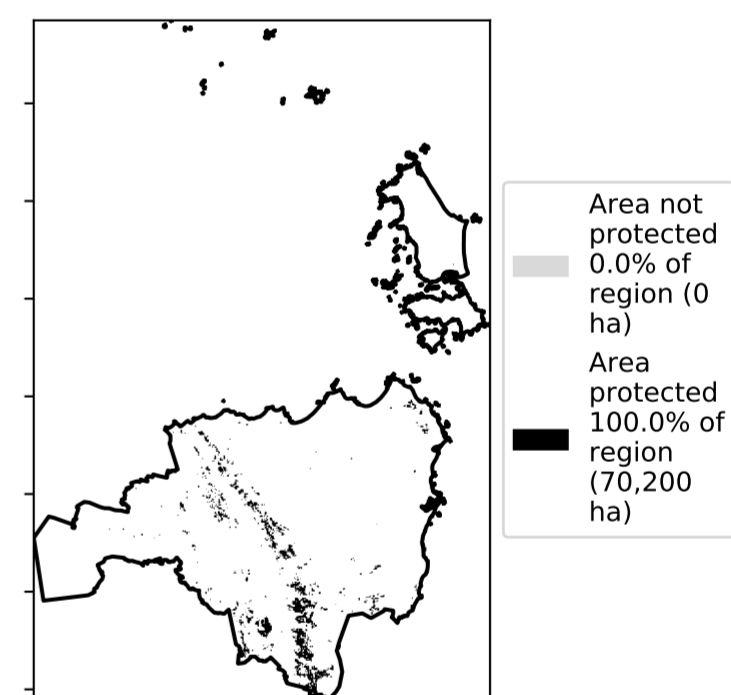 Area not
protected
0.0% of
region (0
ha)
Area
protected
100.0% of
region
(70,200
ha)